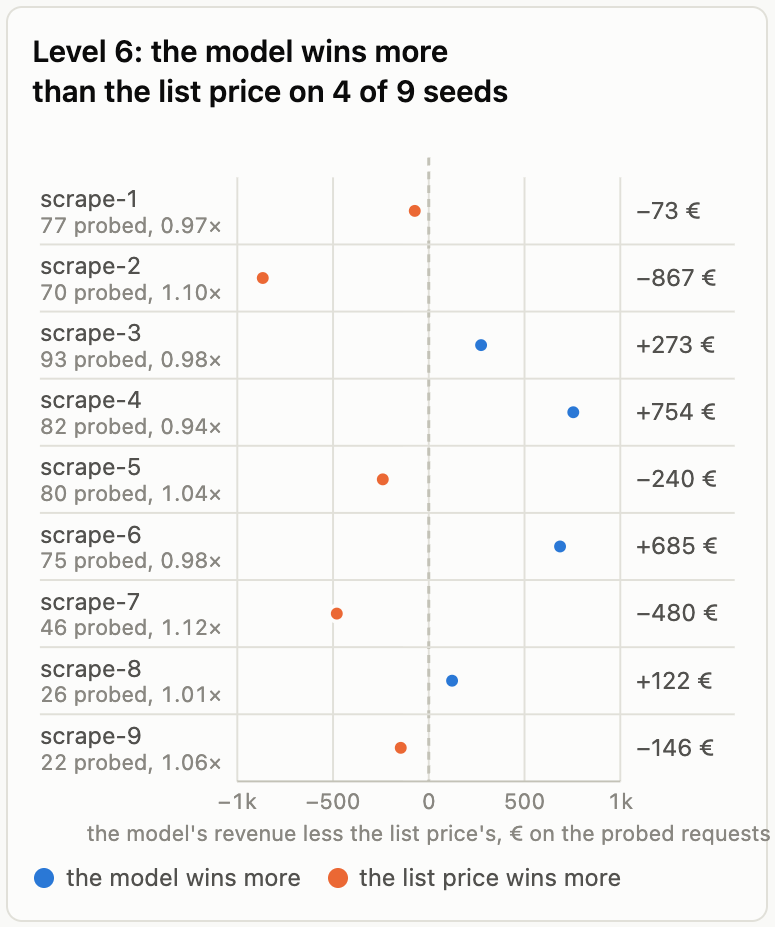 Level 6: the model wins more
than the list price on 4 of 9 seeds
scrape-1
77 probed, 0.97×
−73 €
scrape-2
70 probed, 1.10×
−867 €
scrape-3
93 probed, 0.98×
+273 €
scrape-4
82 probed, 0.94×
+754 €
scrape-5
80 probed, 1.04×
−240 €
scrape-6
75 probed, 0.98×
+685 €
scrape-7
46 probed, 1.12×
−480 €
scrape-8
26 probed, 1.01×
+122 €
scrape-9
22 probed, 1.06×
−146 €
−1k −500 0 500 1k
the model's revenue less the list price's, € on the probed requests
the model wins more the list price wins more